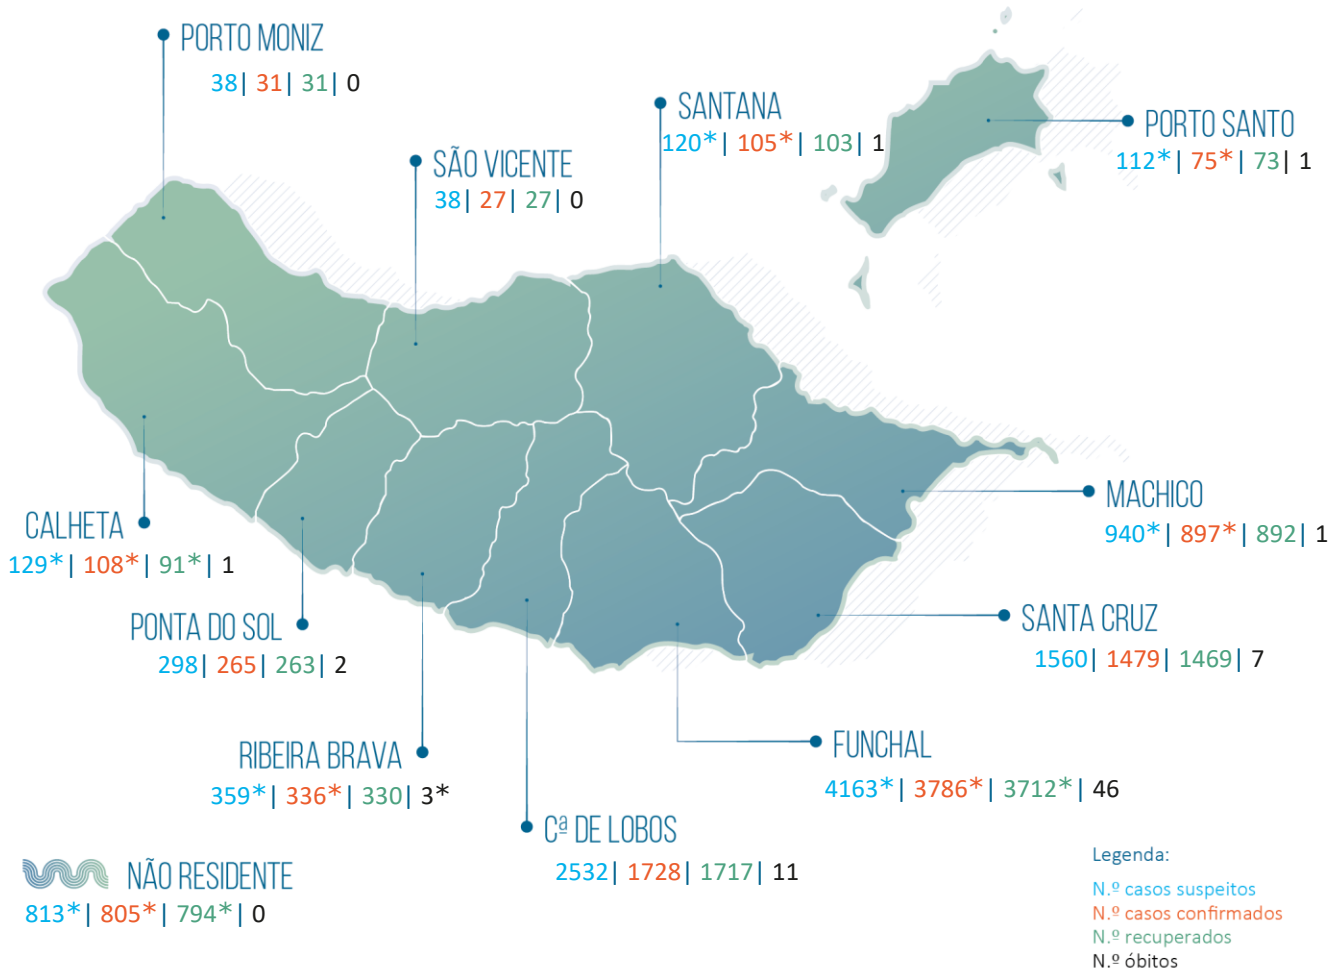 PORTO MONIZ
38| 31| 31| 0
SANTANA
120*| 105*| 103| 1
PORTO SANTO
112*| 75*| 73| 1
SÃO VICENTE
38| 27| 27| 0
MACHICO
940*| 897*| 892| 1
CALHETA
129*| 108*| 91*| 1
PONTA DO SOL
298| 265| 263| 2
SANTA CRUZ
1560| 1479| 1469| 7
RIBEIRA BRAVA
359*| 336*| 330| 3*
FUNCHAL
4163*| 3786*| 3712*| 46
Cª DE LOBOS
2532| 1728| 1717| 11
NÃO RESIDENTE
813*| 805*| 794*| 0
Legenda:
N.º casos suspeitos
N.º casos confirmados
N.º recuperados
N.º óbitos